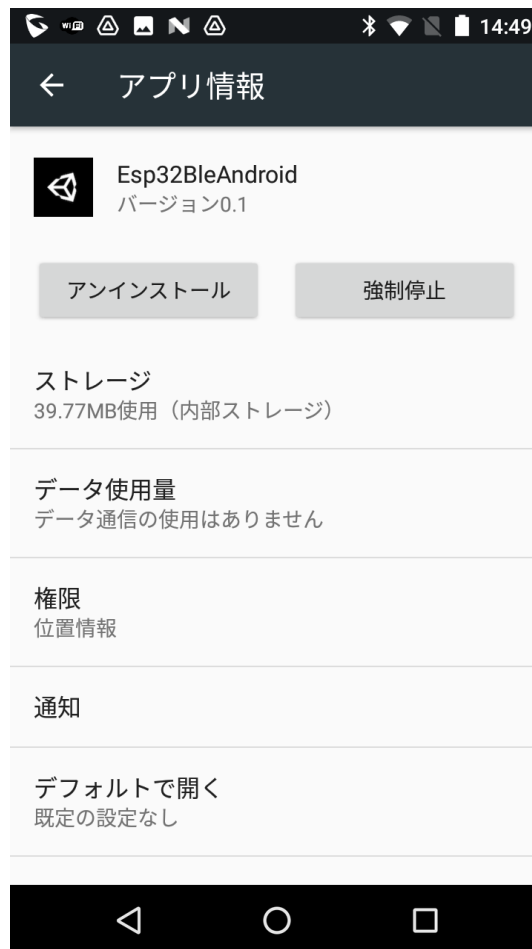 WiFi
14:49
アプリ情報
Esp32BleAndroid
バージョン0.1
アンインストール
強制停止
ストレージ
39.77MB使用（内部ストレージ）
データ使用量
データ通信の使用はありません
権限
位置情報
通知
デフォルトで開く
既定の設定なし